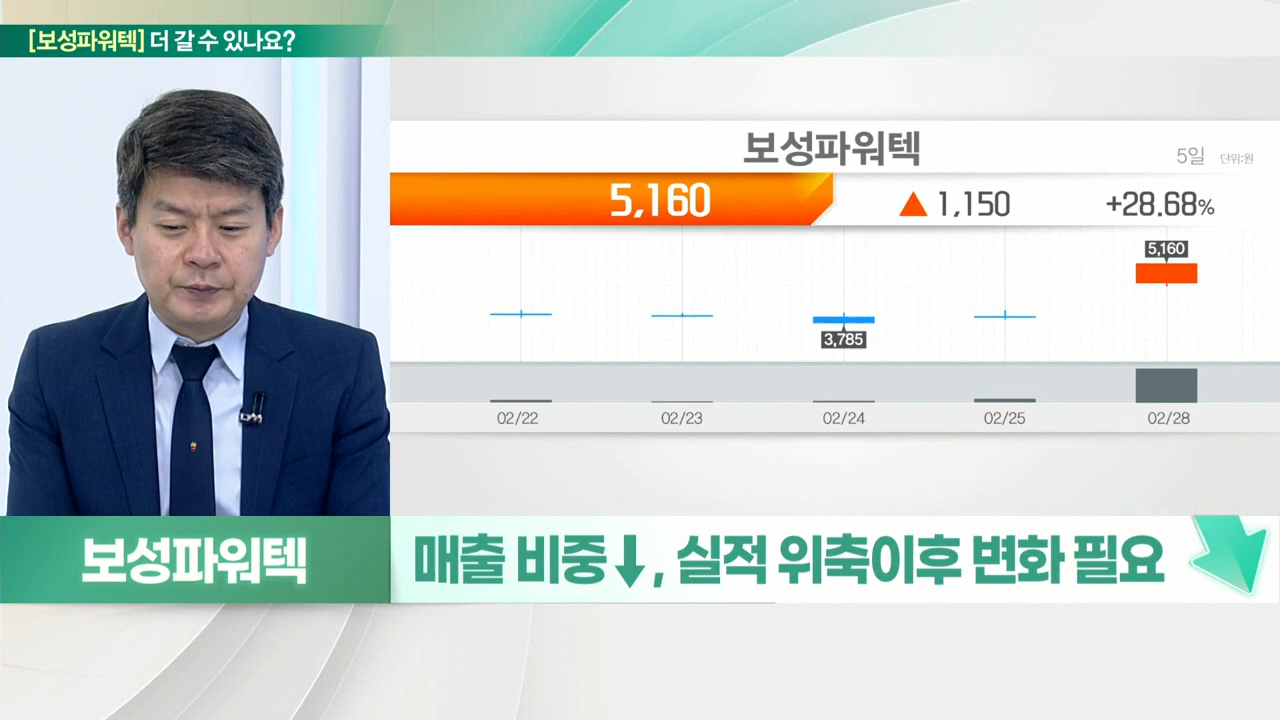 [보성파워텍] 더 갈 수 있나요?
보성파워텍
5일 단위:원
5,160 ▲ 1,150 +28.68%
5,160
3,785
02/22 02/23 02/24 02/25 02/28
보성파워텍
매출 비중↓, 실적 위축이후 변화 필요